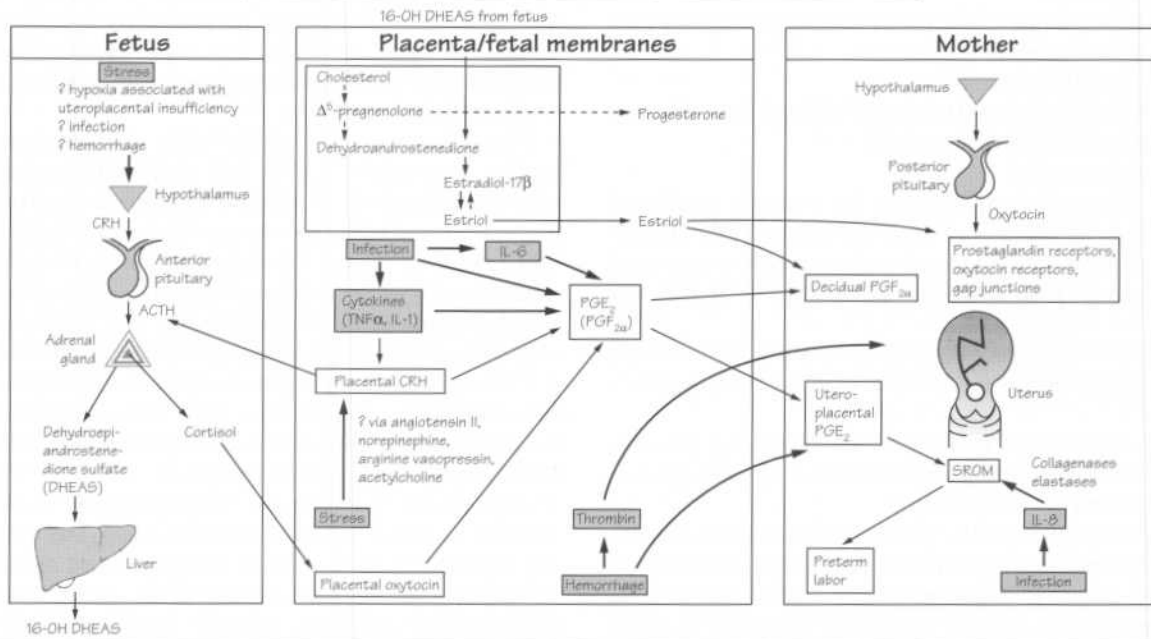 16-OH DHEAS from fetus
Fetus
Stress
? hypoxia associated with
uteroplacental insufficiency
? infection
? hemorrhage
Hypothalamus
CRH
Anterior
pituitary
ACTH
Adrenal
gland
Dehydroepi-
androstene-
dione sulfate
(DHEAS)
Cortisol
Liver
16-OH DHEAS
Placenta/fetal membranes
Cholesterol
Δ⁵-pregnenolone
Progesterone
Dehydroandrostenedione
Estradiol-17β
Estriol
Estriol
Infection
IL-6
Cytokines
(TNFα, IL-1)
PGE₂
(PGF₂α)
Placental CRH
? via angiotensin II,
norepinephine,
arginine vasopressin,
acetylcholine
Stress
Thrombin
Placental oxytocin
Hemorrhage
Mother
Hypothalamus
Posterior
pituitary
Oxytocin
Prostaglandin receptors,
oxytocin receptors,
gap junctions
Decidual PGF₂α
Utero-
placental
PGE₂
Uterus
SROM
Collagenases
elastases
IL-8
Preterm
labor
Infection